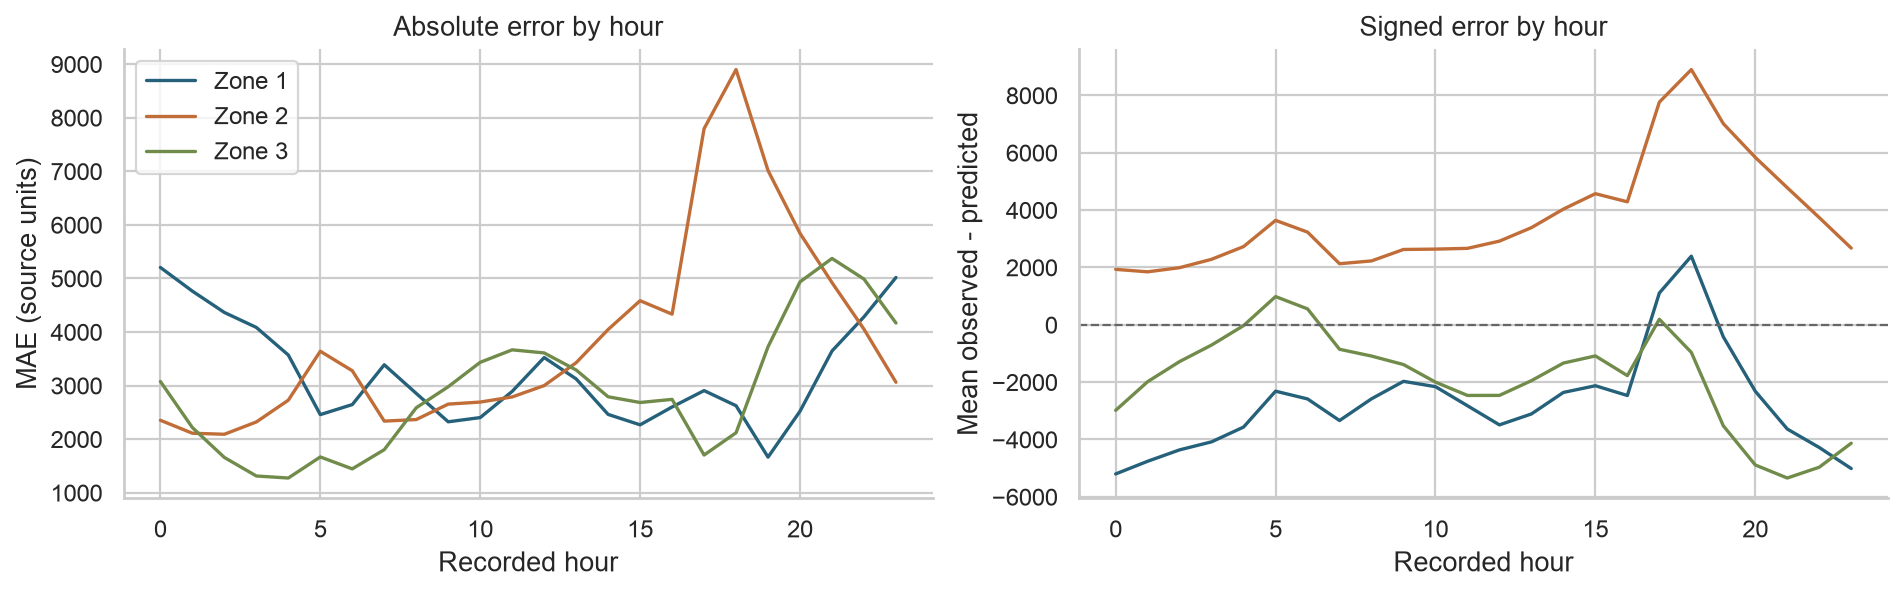 Absolute error by hour
MAE (source units)
9000
8000
7000
6000
5000
4000
3000
2000
1000
Zone 1
Zone 2
Zone 3
0 5 10 15 20
Recorded hour
Signed error by hour
Mean observed - predicted
8000
6000
4000
2000
0
−2000
−4000
−6000
0 5 10 15 20
Recorded hour